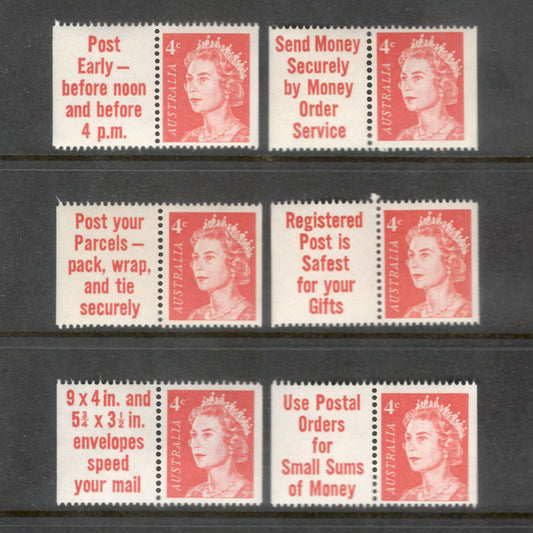 Post
Early —
before noon
and before
4 p.m.
4c
AUSTRALIA
Send Money
Securely
by Money
Order
Service
4c
AUSTRALIA
Post your
Parcels —
pack, wrap,
and tie
securely
4c
AUSTRALIA
Registered
Post is
Safest
for your
Gifts
4c
AUSTRALIA
9 x 4 in. and
5¾ x 3½ in.
envelopes
speed
your mail
4c
AUSTRALIA
Use Postal
Orders
for
Small Sums
of Money
4c
AUSTRALIA